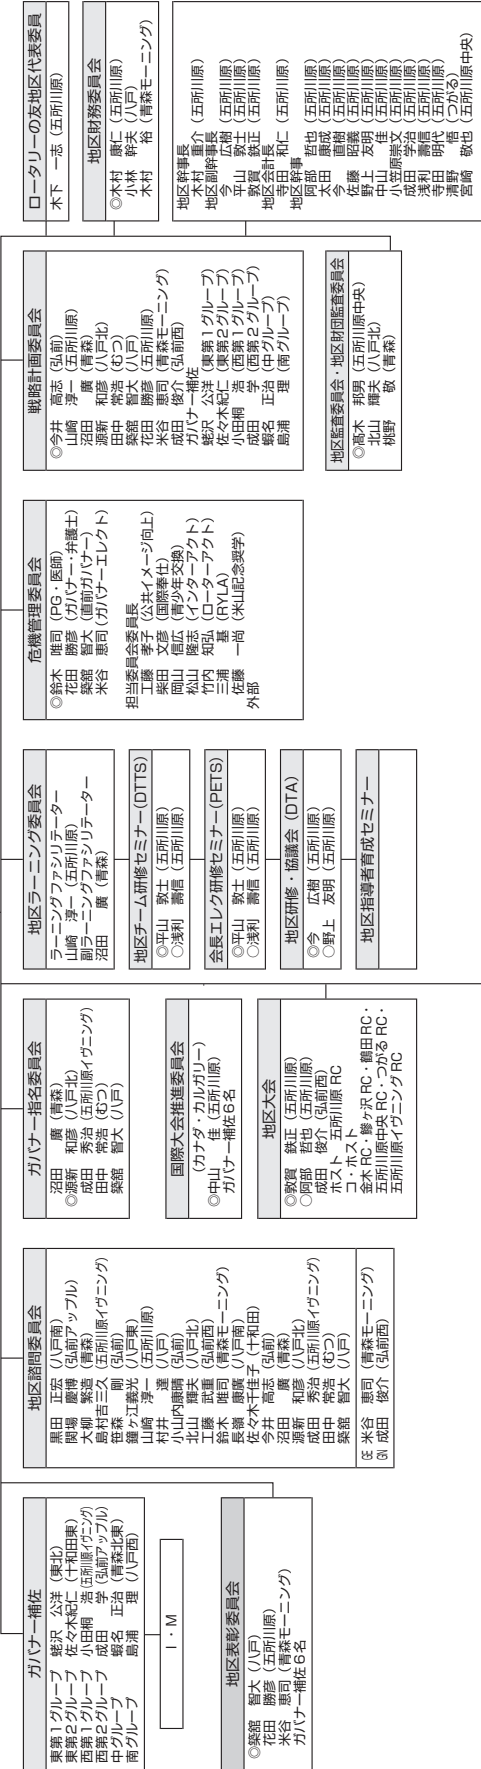 ガバナー補佐
東第１グループ　蛯沢　公洋（東北）
東第２グループ　佐々木紀仁（十和田東）
西第１グループ　小田桐　浩（五所川原イヴニング）
西第２グループ　成田　学（弘前アップル）
中グループ　蝦名　正治（青森北東）
南グループ　島浦　理（八戸西）
I・M
地区表彰委員会
◎築舘　智大（八戸）
花田　勝彦（五所川原）
米谷　恵司（青森モーニング）
ガバナー補佐６名
地区諮問委員会
黒田　正宏（八戸南）
関場　慶博（弘前アップル）
大柳　繁造（青森）
島村吉三久（五所川原イヴニング）
笹森　剛（弘前）
鐘ヶ江義光（八戸東）
山崎　淳一（五所川原）
村井　達（八戸）
小山内康晴（弘前）
北山　輝夫（八戸北）
工藤　武重（弘前西）
鈴木　唯司（青森モーニング）
長嶺　康廣（八戸南）
佐々木千佳子（十和田）
今井　高志（弘前）
沼田　廣（青森）
源新　和彦（八戸北）
成田　秀治（五所川原イヴニング）
田中　常浩（むつ）
築舘　智大（八戸）
GE 米谷　恵司（青森モーニング）
GN 成田　俊介（弘前西）
ガバナー指名委員会
沼田　廣（青森）
◎源新　和彦（八戸北）
成田　秀治（五所川原イヴニング）
田中　常浩（むつ）
築舘　智大（八戸）
国際大会推進委員会
（カナダ・カルガリー）
◎中山　佳（五所川原）
ガバナー補佐６名
地区大会
◎敦賀　鉄正（五所川原）
○阿部　哲也（五所川原）
成田　俊介（弘前西）
ホスト　五所川原 RC
コ・ホスト
金木 RC・鰺ヶ沢 RC・鶴田 RC・
五所川原中央 RC・つがる RC・
五所川原イヴニング RC
地区ラーニング委員会
ラーニングファシリテーター
山崎　淳一（五所川原）
副ラーニングファシリテーター
沼田　廣（青森）
地区チーム研修セミナー(DTTS)
◎平山　敦士（五所川原）
○浅利　壽信（五所川原）
会長エレクト研修セミナー(PETS)
◎平山　敦士（五所川原）
○浅利　壽信（五所川原）
地区研修・協議会（DTA）
◎今　広樹（五所川原）
○野上　友明（五所川原）
地区指導者育成セミナー
危機管理委員会
◎鈴木　唯司（PG・医師）
花田　勝彦（ガバナー・弁護士）
築舘　智大（直前ガバナー）
米谷　恵司（ガバナーエレクト）
担当委員会委員長
工藤　孝子（公共イメージ向上）
柴田　文彦（国際奉仕）
岡山　信広（青少年交換）
松山　隆志（インターアクト）
竹内　知弘（ローターアクト）
三浦　基（RYLA）
佐藤　一尚（米山記念奨学）
外部
戦略計画委員会
◎今井　高志（弘前）
山崎　淳一（五所川原）
沼田　廣（青森）
源新　和彦（八戸北）
田中　常浩（むつ）
築舘　智大（八戸）
花田　勝彦（五所川原）
米谷　恵司（青森モーニング）
成田　俊介（弘前西）
ガバナー補佐
蛯沢　公洋（東第１グループ）
佐々木紀仁（東第２グループ）
小田桐　浩（西第１グループ）
成田　学（西第２グループ）
蝦名　正治（中グループ）
島浦　理（南グループ）
地区監査委員会・地区財団監査委員会
◎髙木　邦男（五所川原中央）
北山　輝夫（八戸北）
桃野　敬（青森）
ロータリーの友地区代表委員
木下　一志（五所川原）
地区財務委員会
◎木村　康仁（五所川原）
小林　幹夫（八戸）
木村　裕（青森モーニング）
地区幹事長
木村　重介（五所川原）
地区副幹事長
今　広樹（五所川原）
平山　敦士（五所川原）
敦賀　鉄正（五所川原）
地区会計長
寺田　和仁（五所川原）
地区幹事
阿部　哲也（五所川原）
太田　康成（五所川原）
今　直樹（五所川原）
佐藤　昭義（五所川原）
野上　友明（五所川原）
中山　佳（五所川原）
小笠原崇文（五所川原）
成田　学治（五所川原）
浅利　壽信（五所川原）
寺田　明代（五所川原）
清野　悟（つがる）
宮崎　敬也（五所川原中央）